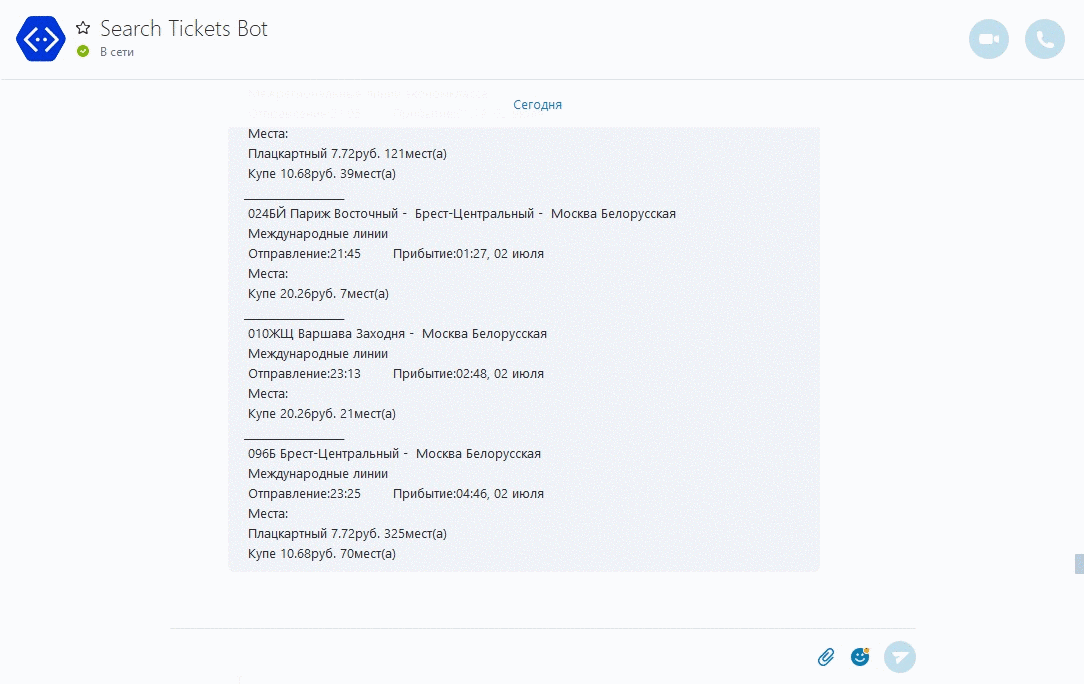 Search Tickets Bot
В сети
Сегодня
Места:
Плацкартный 7.72руб. 121мест(а)
Купе 10.68руб. 39мест(а)
024БЙ Париж Восточный - Брест-Центральный - Москва Белорусская
Международные линии
Отправление:21:45 Прибытие:01:27, 02 июля
Места:
Купе 20.26руб. 7мест(а)
010ЖЩ Варшава Заходня - Москва Белорусская
Международные линии
Отправление:23:13 Прибытие:02:48, 02 июля
Места:
Купе 20.26руб. 21мест(а)
096Б Брест-Центральный - Москва Белорусская
Международные линии
Отправление:23:25 Прибытие:04:46, 02 июля
Места:
Плацкартный 7.72руб. 325мест(а)
Купе 10.68руб. 70мест(а)